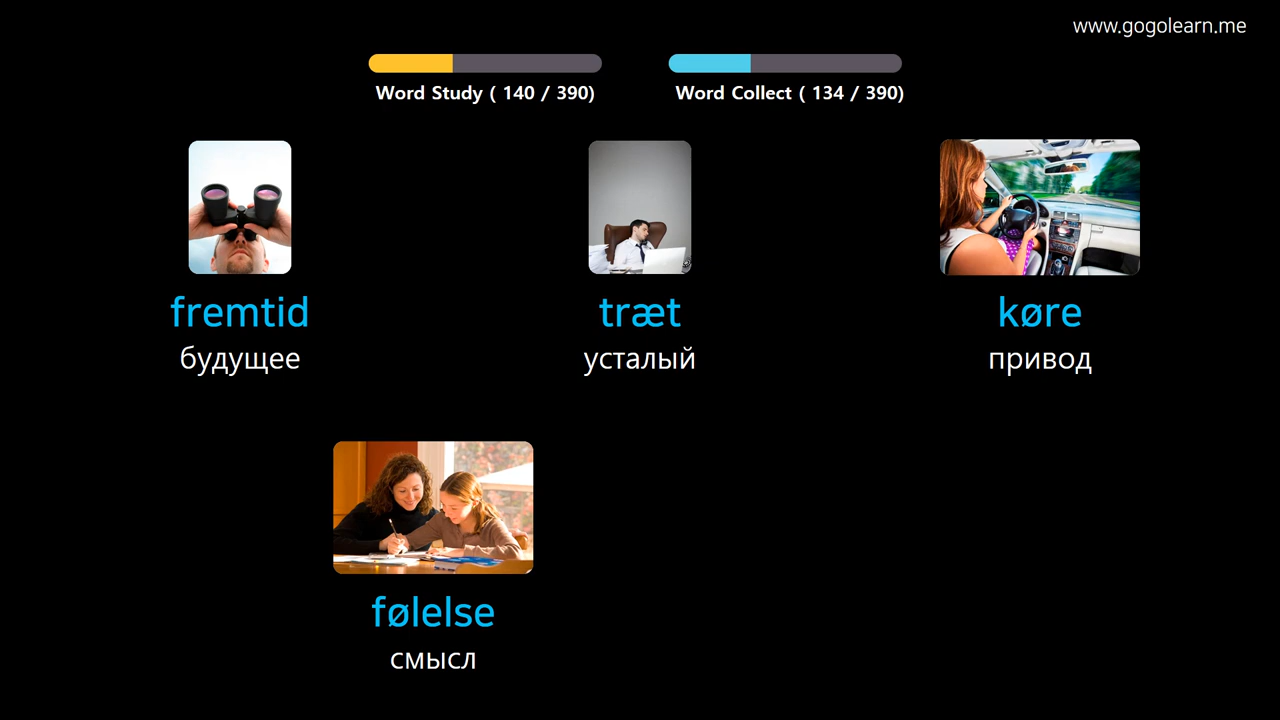 www.gogolearn.me
Word Study ( 140 / 390)
Word Collect ( 134 / 390)
fremtid
будущее
træt
усталый
køre
привод
følelse
смысл